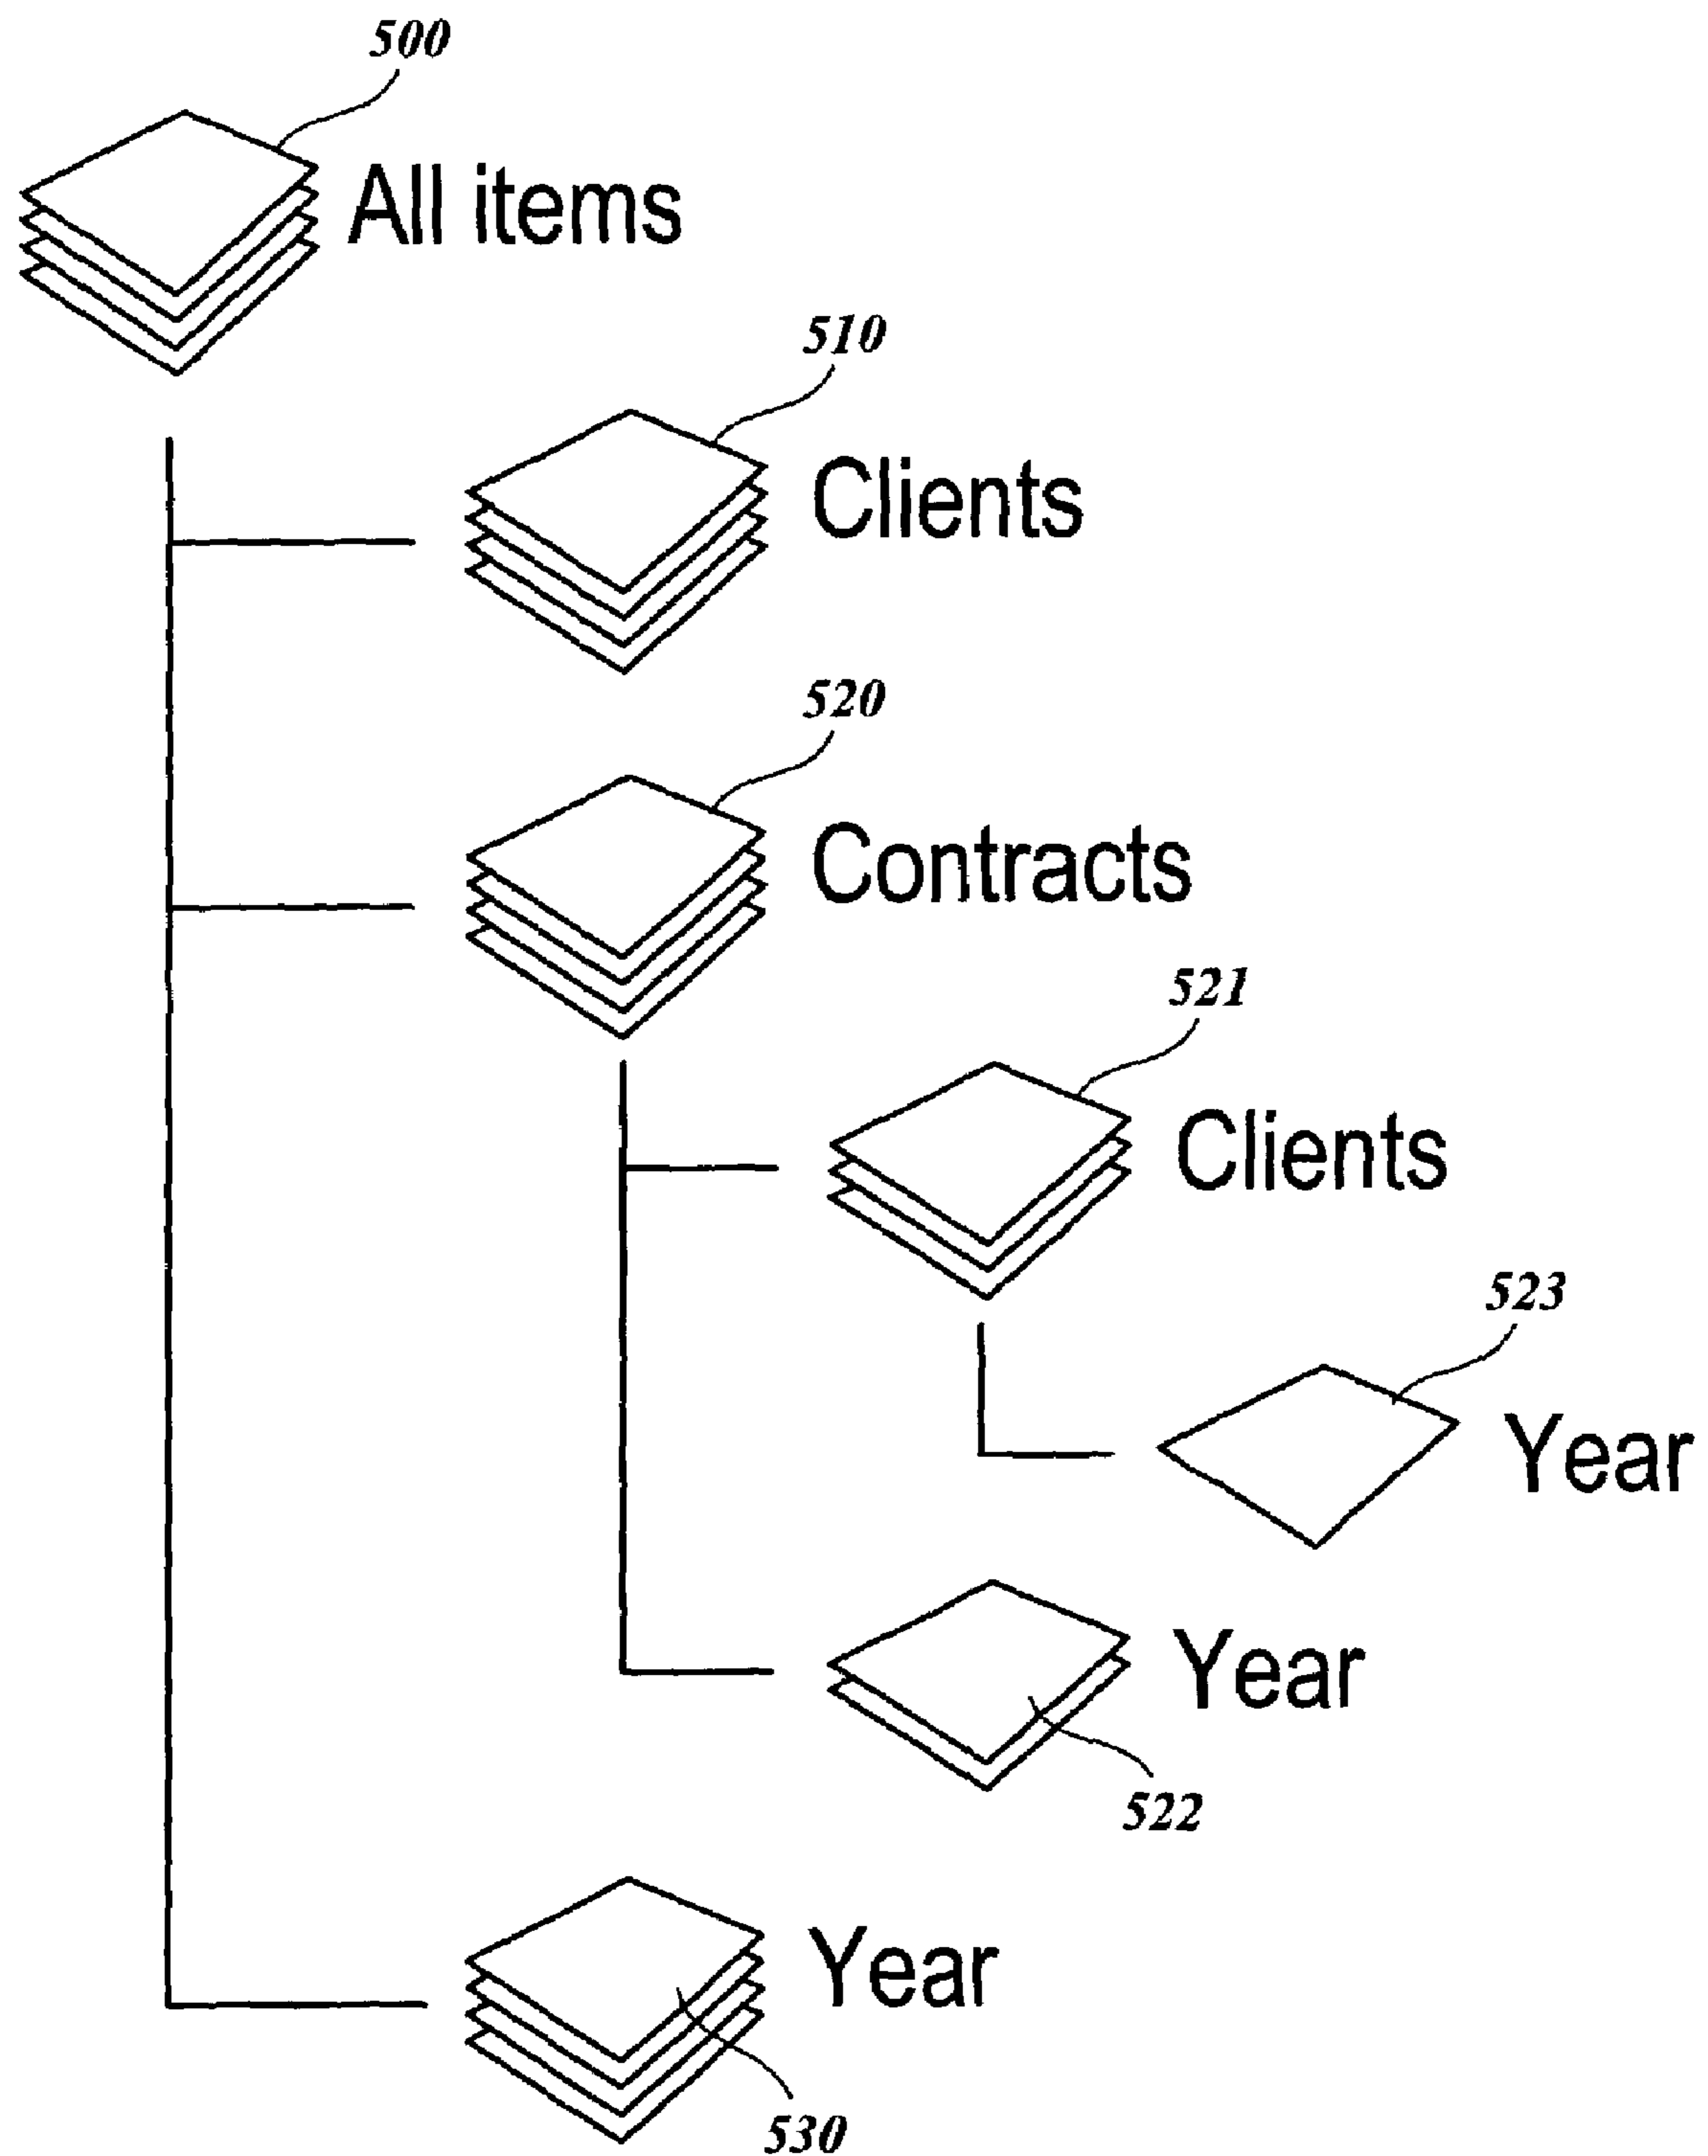 500
All items
510
Clients
520
Contracts
521
Clients
523
Year
Year
522
Year
530